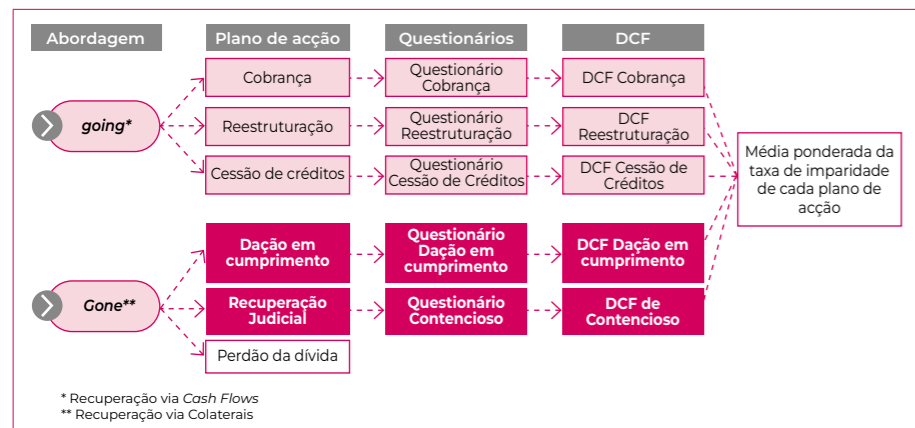 Abordagem
Plano de acção
Questionários
DCF
going*
Cobrança
Questionário
Cobrança
DCF Cobrança
Reestruturação
Questionário
Reestruturação
DCF
Reestruturação
Cessão de créditos
Questionário
Cessão de Créditos
DCF Cessão de
Créditos
Média ponderada da
taxa de imparidade
de cada plano de
acção
Gone**
Dação em
cumprimento
Questionário
Dação em
cumprimento
DCF Dação em
cumprimento
Recuperação
Judicial
Questionário
Contencioso
DCF de
Contencioso
Perdão da dívida
* Recuperação via Cash Flows
** Recuperação via Colaterais